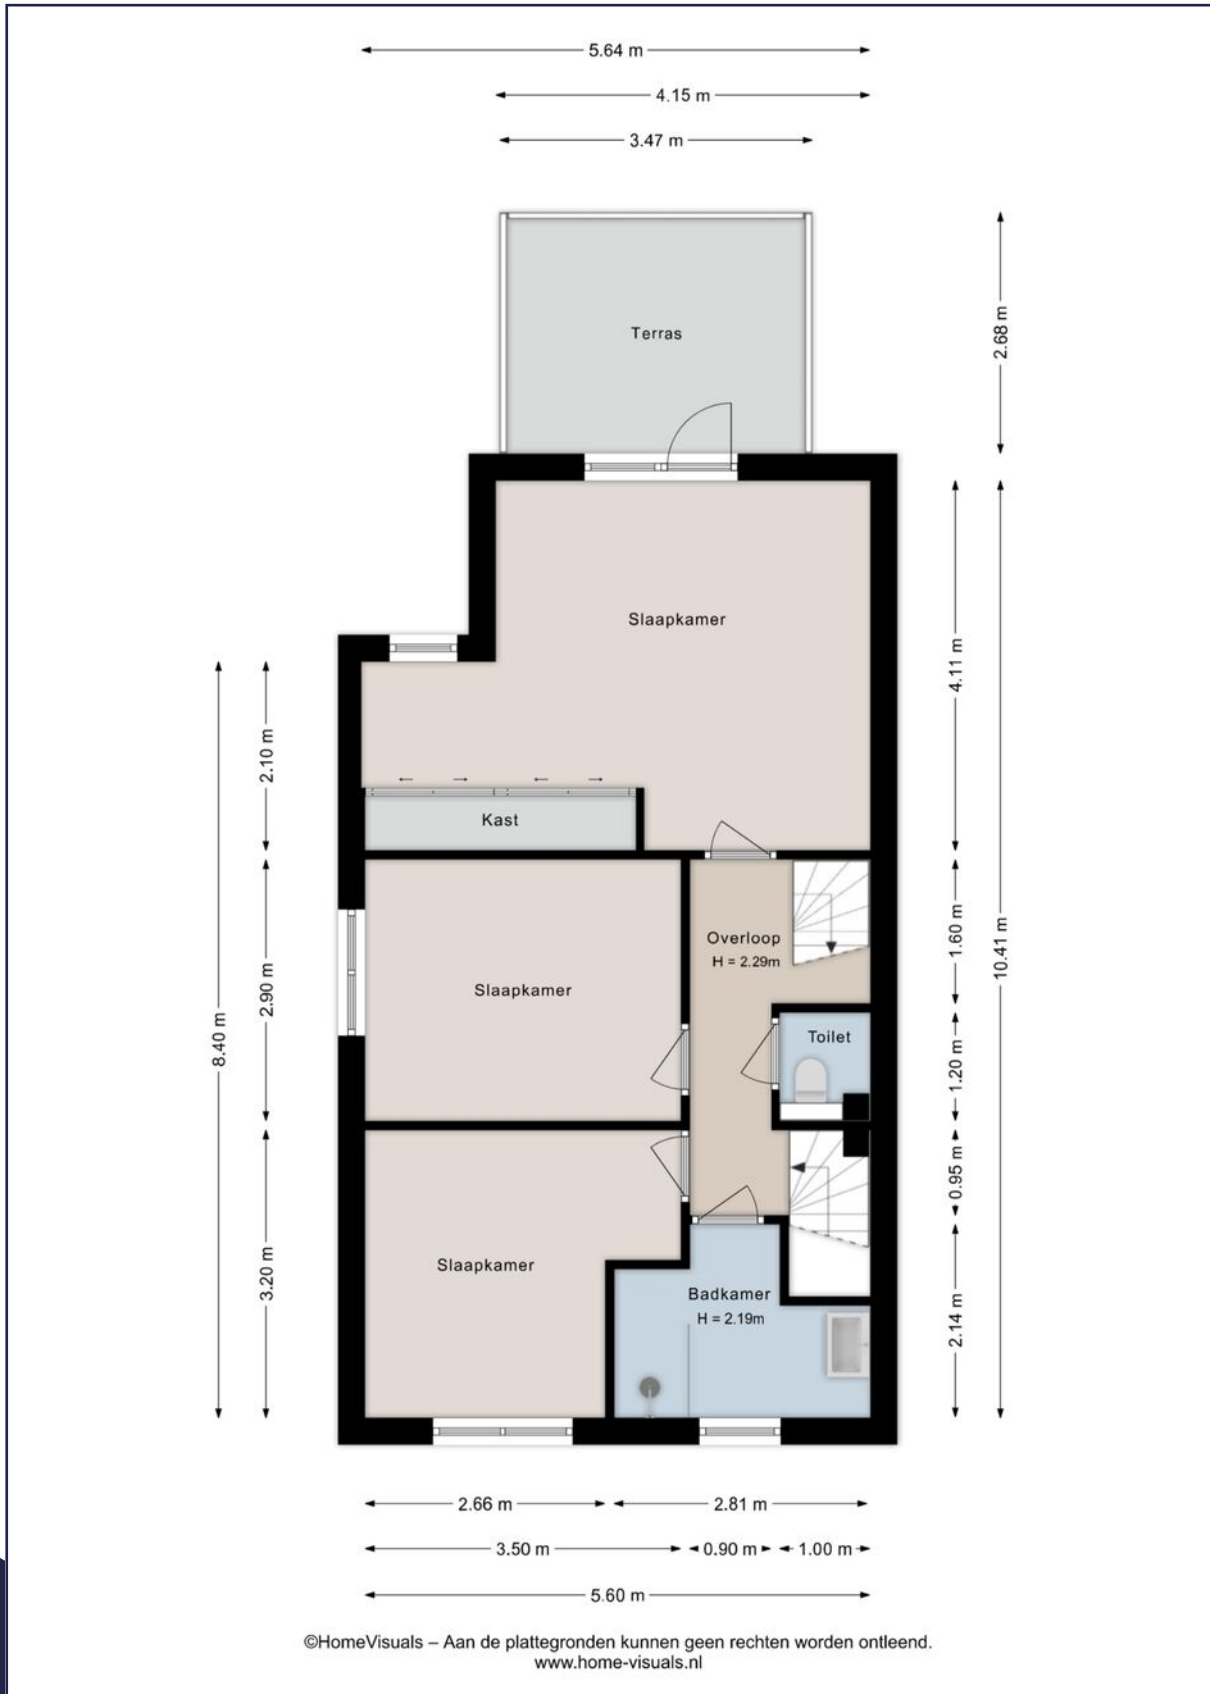 5.64 m
4.15 m
3.47 m
Terras
2.68 m
Slaapkamer
4.11 m
2.10 m
Kast
Overloop
H = 2.29m
1.60 m
10.41 m
Slaapkamer
2.90 m
8.40 m
Toilet
1.20 m
0.95 m
Slaapkamer
3.20 m
Badkamer
H = 2.19m
2.14 m
2.66 m
2.81 m
3.50 m
0.90 m
1.00 m
5.60 m
©HomeVisuals – Aan de plattegronden kunnen geen rechten worden ontleend.
www.home-visuals.nl